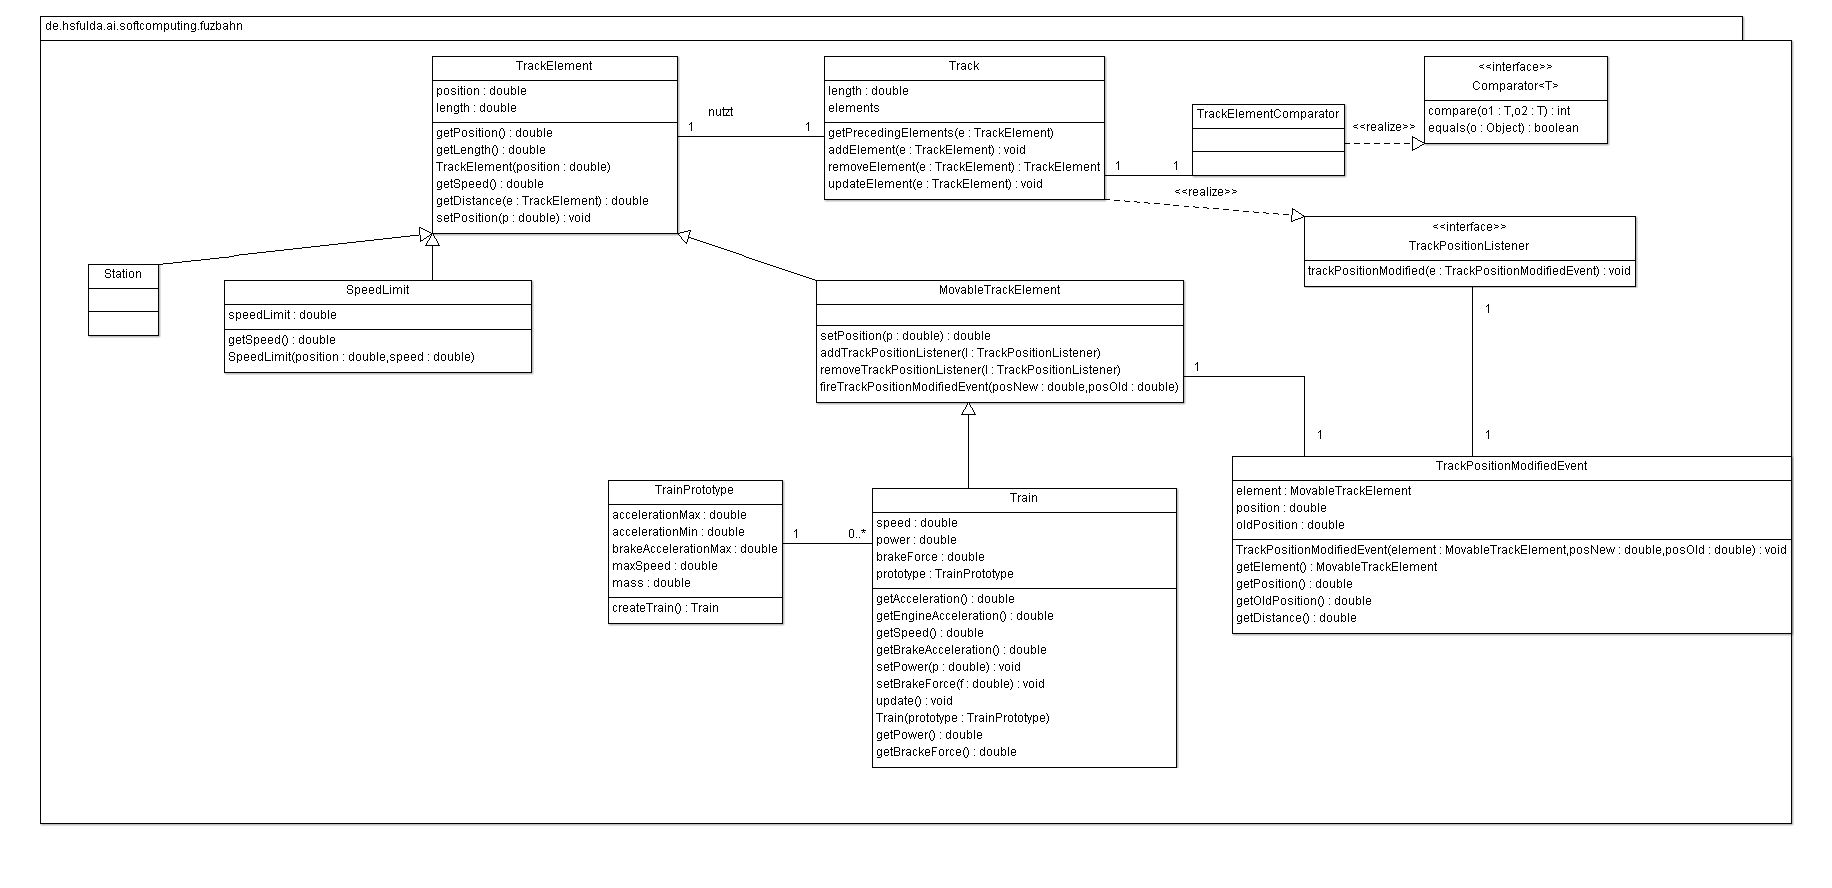 de.hsfulda.ai.softcomputing.fuzbahn
TrackElement
position : double
length : double
getPosition() : double
getLength() : double
TrackElement(position : double)
getSpeed() : double
getDistance(e : TrackElement) : double
setPosition(p : double) : void
nutzt
1
1
Track
length : double
elements
getPrecedingElements(e : TrackElement)
addElement(e : TrackElement) : void
removeElement(e : TrackElement) : TrackElement
updateElement(e : TrackElement) : void
1
1
TrackElementComparator
<<realize>>
<<interface>>
Comparator<T>
compare(o1 : T,o2 : T) : int
equals(o : Object) : boolean
<<realize>>
<<interface>>
TrackPositionListener
trackPositionModified(e : TrackPositionModifiedEvent) : void
1
1
Station
SpeedLimit
speedLimit : double
getSpeed() : double
SpeedLimit(position : double,speed : double)
MovableTrackElement
setPosition(p : double) : double
addTrackPositionListener(l : TrackPositionListener)
removeTrackPositionListener(l : TrackPositionListener)
fireTrackPositionModifiedEvent(posNew : double,posOld : double)
1
1
TrainPrototype
accelerationMax : double
accelerationMin : double
brakeAccelerationMax : double
maxSpeed : double
mass : double
createTrain() : Train
1
0..*
Train
speed : double
power : double
brakeForce : double
prototype : TrainPrototype
getAcceleration() : double
getEngineAcceleration() : double
getSpeed() : double
getBrakeAcceleration() : double
setPower(p : double) : void
setBrakeForce(f : double) : void
update() : void
Train(prototype : TrainPrototype)
getPower() : double
getBrackeForce() : double
TrackPositionModifiedEvent
element : MovableTrackElement
position : double
oldPosition : double
TrackPositionModifiedEvent(element : MovableTrackElement,posNew : double,posOld : double) : void
getElement() : MovableTrackElement
getPosition() : double
getOldPosition() : double
getDistance() : double